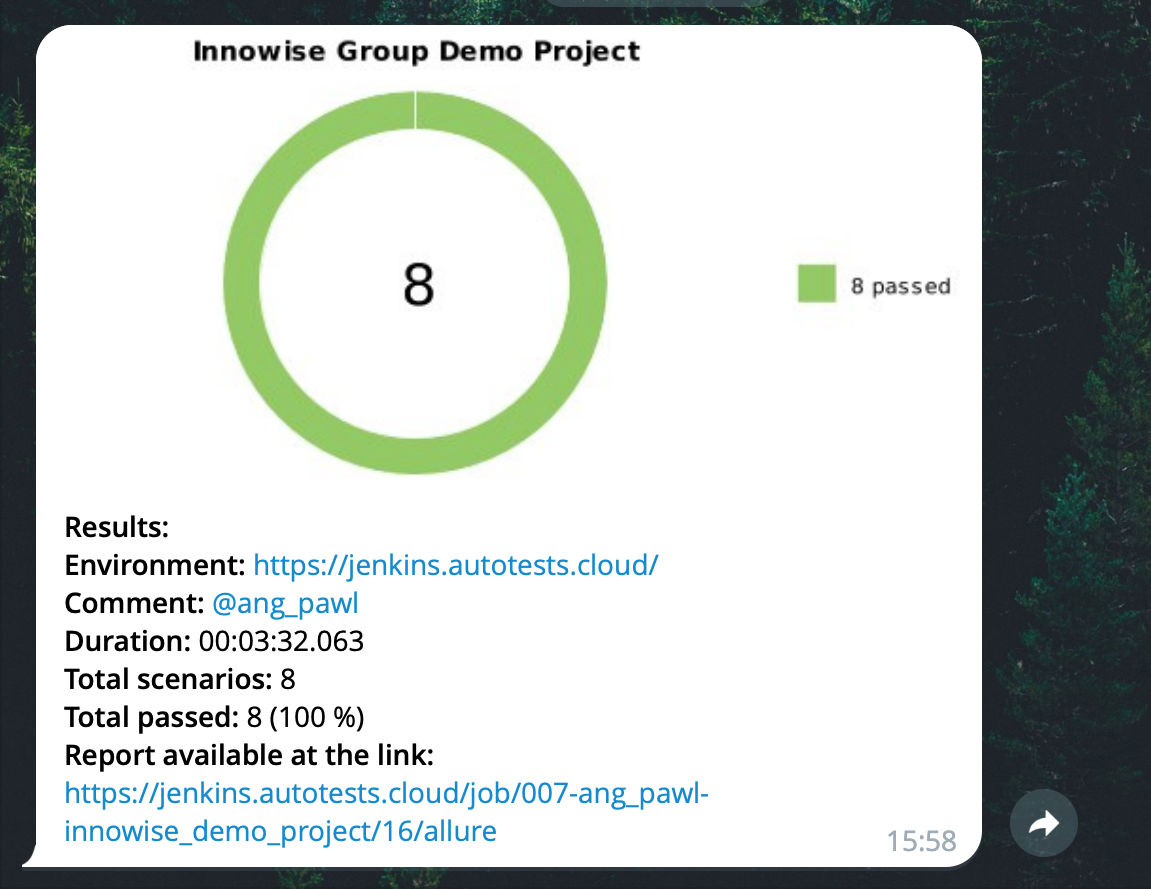 Innowise Group Demo Project
8
8 passed
Results:
Environment: https://jenkins.autotests.cloud/
Comment: @ang_pawl
Duration: 00:03:32.063
Total scenarios: 8
Total passed: 8 (100 %)
Report available at the link:
https://jenkins.autotests.cloud/job/007-ang_pawl-
innowise_demo_project/16/allure
15:58